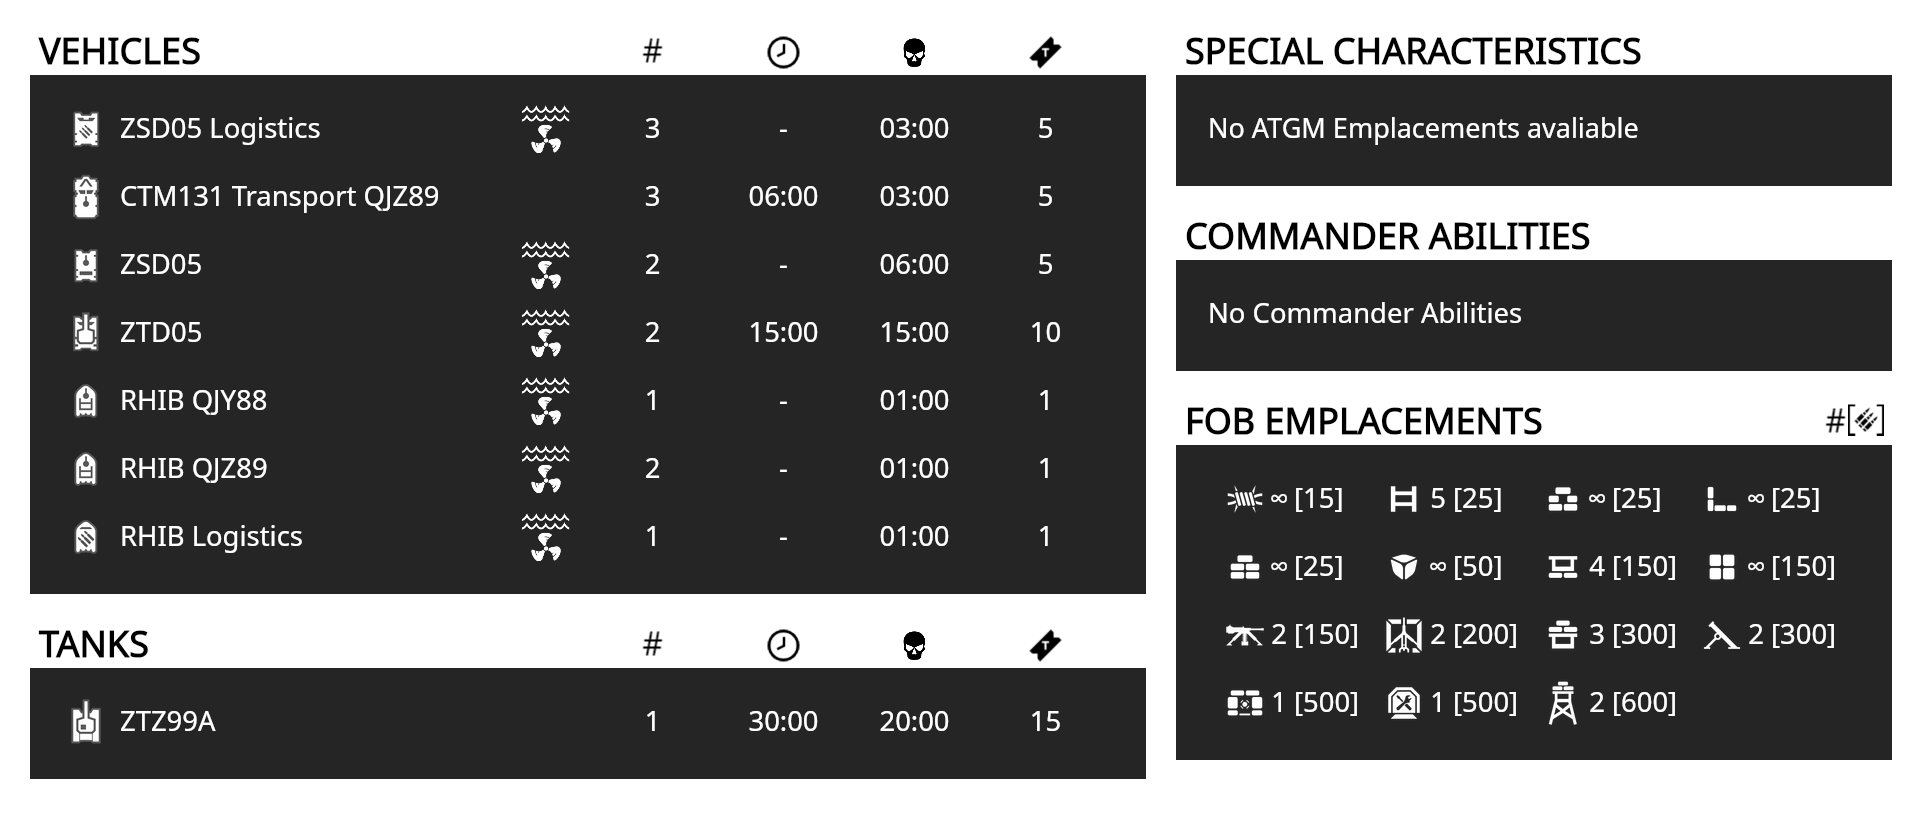 VEHICLES #
ZSD05 Logistics 3 - 03:00 5
CTM131 Transport QJZ89 3 06:00 03:00 5
ZSD05 2 - 06:00 5
ZTD05 2 15:00 15:00 10
RHIB QJY88 1 - 01:00 1
RHIB QJZ89 2 - 01:00 1
RHIB Logistics 1 - 01:00 1
TANKS #
ZTZ99A 1 30:00 20:00 15
SPECIAL CHARACTERISTICS
No ATGM Emplacements avaliable
COMMANDER ABILITIES
No Commander Abilities
FOB EMPLACEMENTS #[]
∞ [15] 5 [25] ∞ [25] ∞ [25]
∞ [25] ∞ [50] 4 [150] ∞ [150]
2 [150] 2 [200] 3 [300] 2 [300]
1 [500] 1 [500] 2 [600]